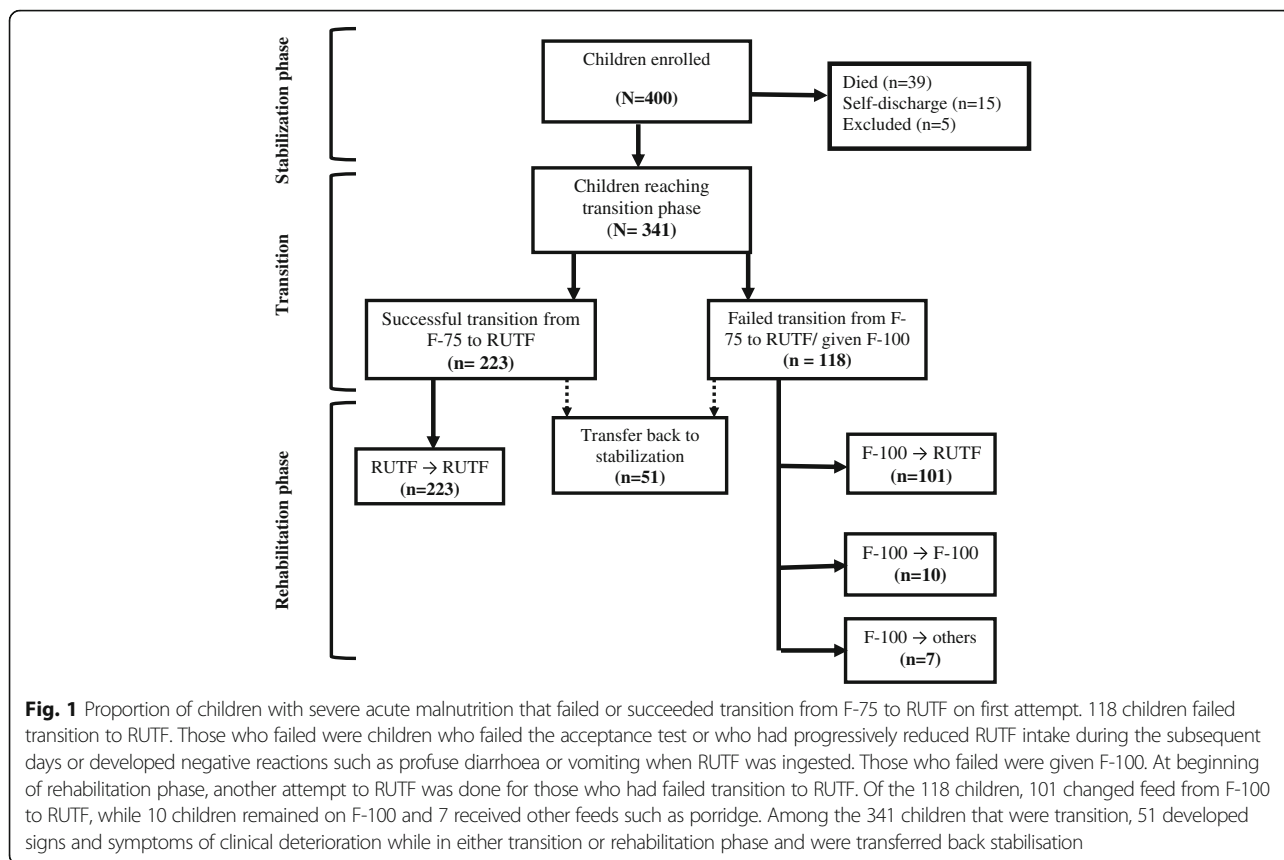 Stabilization phase
Children enrolled
(N=400)
Died (n=39)
Self-discharge (n=15)
Excluded (n=5)
Transition
Children reaching
transition phase
(N= 341)
Successful transition from
F-75 to RUTF
(n= 223)
Failed transition from F-
75 to RUTF/ given F-100
(n = 118)
Rehabilitation phase
RUTF → RUTF
(n=223)
Transfer back to
stabilization
(n=51)
F-100 → RUTF
(n=101)
F-100 → F-100
(n=10)
F-100 → others
(n=7)
Fig. 1 Proportion of children with severe acute malnutrition that failed or succeeded transition from F-75 to RUTF on first attempt. 118 children failed
transition to RUTF. Those who failed were children who failed the acceptance test or who had progressively reduced RUTF intake during the subsequent
days or developed negative reactions such as profuse diarrhoea or vomiting when RUTF was ingested. Those who failed were given F-100. At beginning
of rehabilitation phase, another attempt to RUTF was done for those who had failed transition to RUTF. Of the 118 children, 101 changed feed from F-100
to RUTF, while 10 children remained on F-100 and 7 received other feeds such as porridge. Among the 341 children that were transition, 51 developed
signs and symptoms of clinical deterioration while in either transition or rehabilitation phase and were transferred back stabilisation